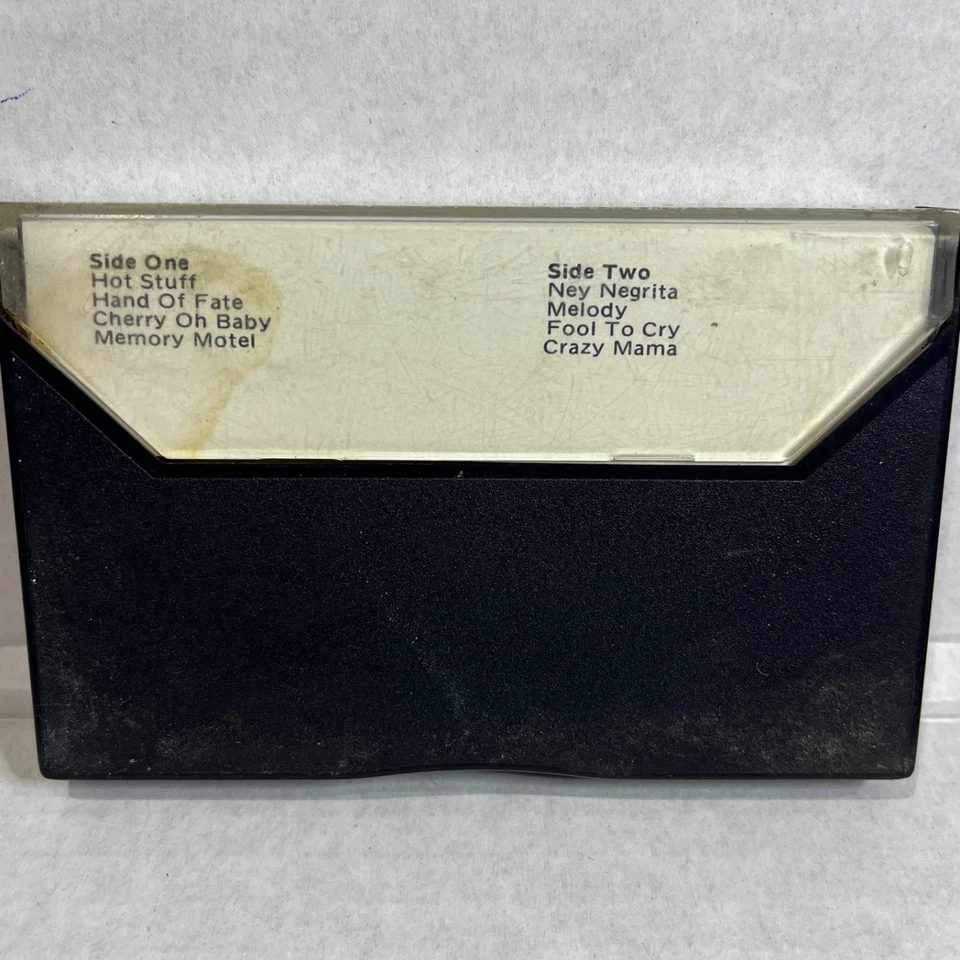 Side One
Hot Stuff
Hand Of Fate
Cherry Oh Baby
Memory Motel
Side Two
Ney Negrita
Melody
Fool To Cry
Crazy Mama